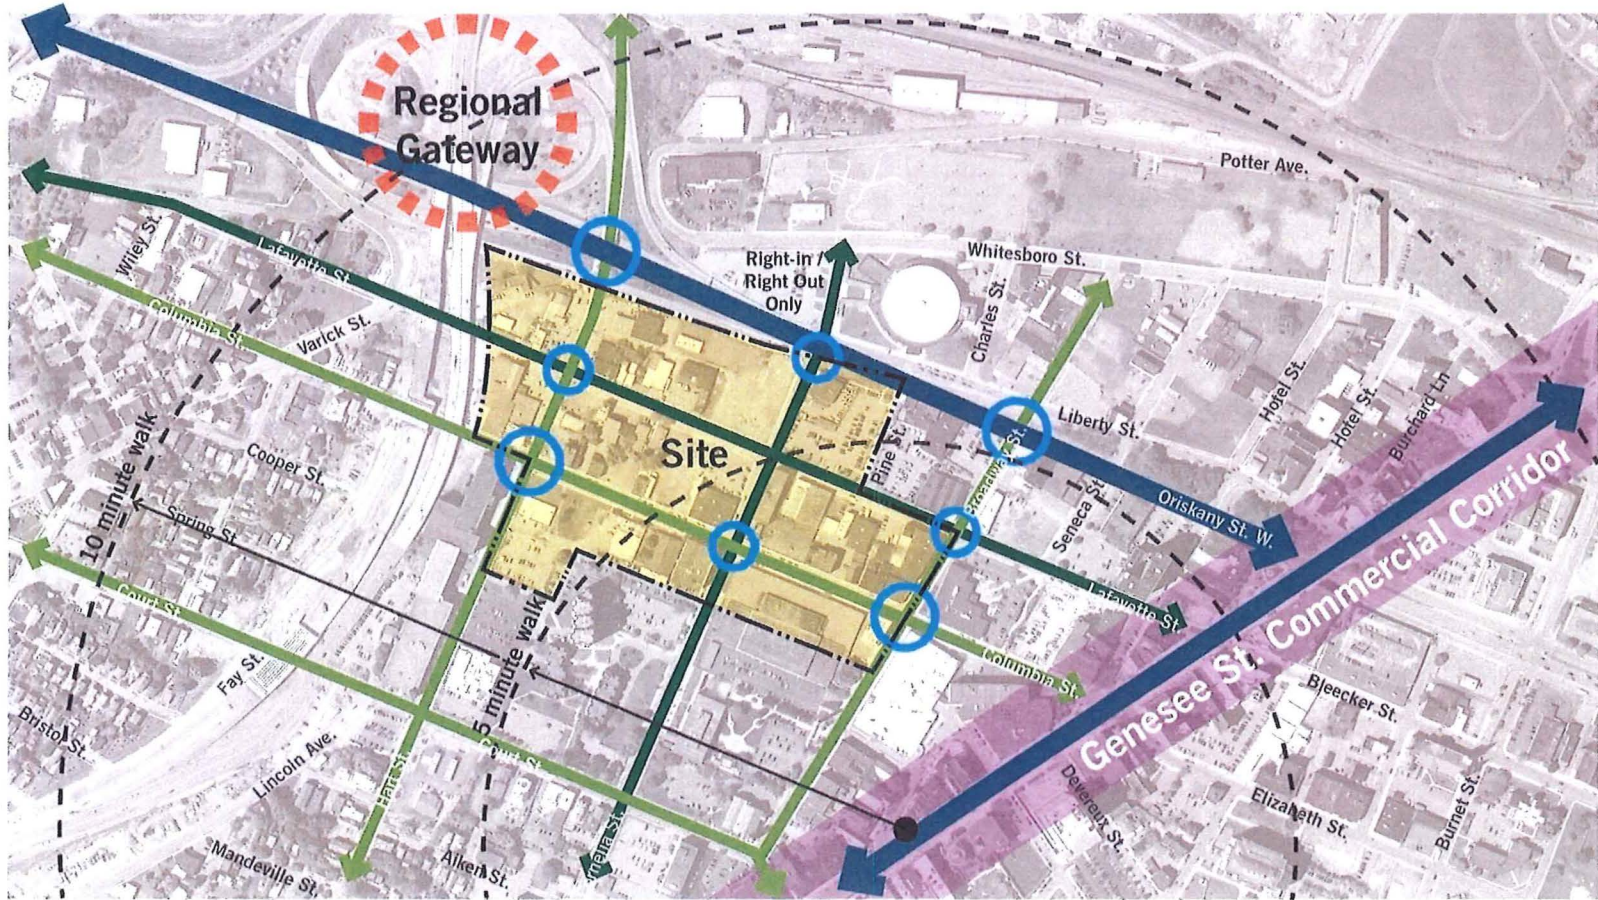 Regional
Gateway
Potter Ave.
Wiley St.
Lafayette St.
Right-in /
Right Out
Only
Whitesboro St.
Columbia St.
Varick St.
Charles St.
Hotel St.
Hotel St.
Burchard Ln
Liberty St.
Site
Pine St.
Broadway St.
Cooper St.
10 minute walk
Spring St.
Seneca St.
Oriskany St. W.
Genesee St. Commercial Corridor
Court St.
Lafayette St.
5 minute walk
Columbia St.
Fay St.
Bleecker St.
Bristol St.
Lincoln Ave.
Court St.
Devereux St.
Elizabeth St.
Burnet St.
Mandeville St.
Aiken St.